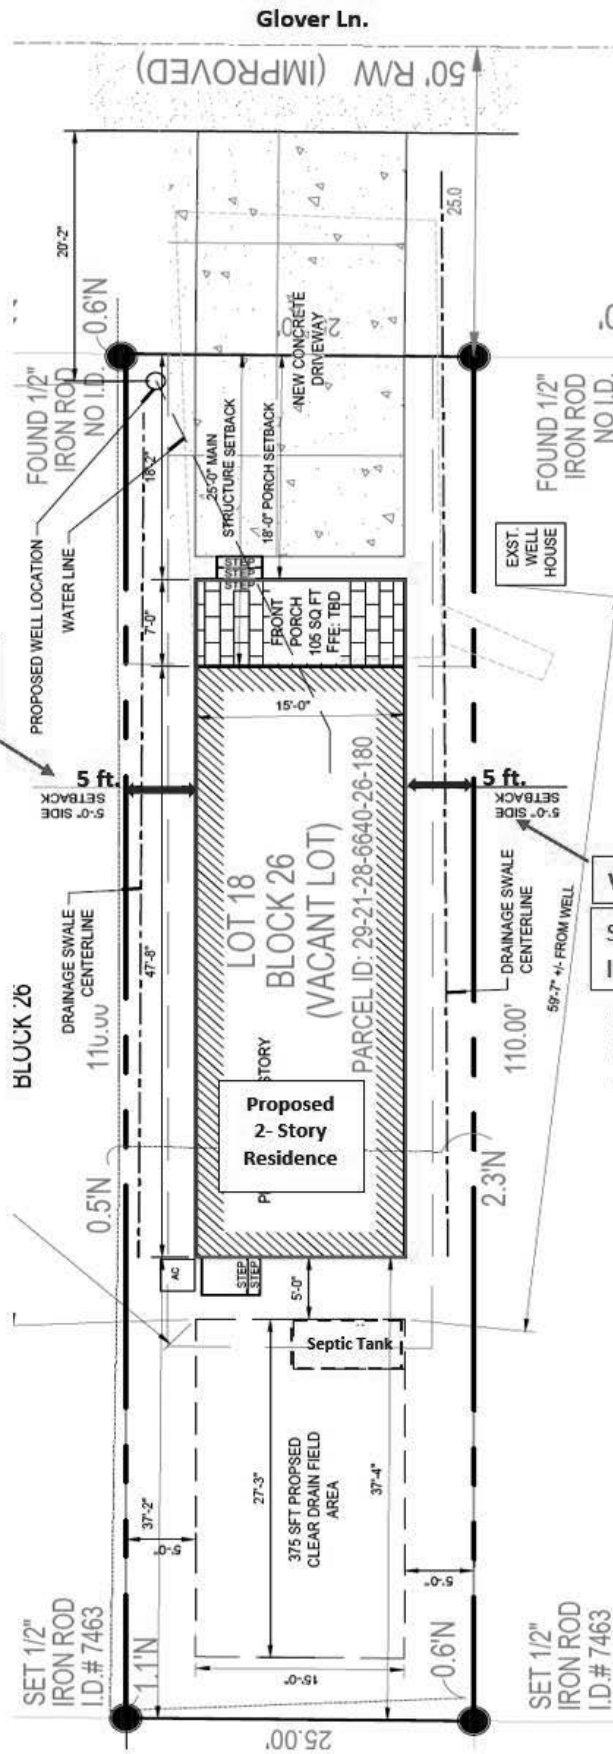 Glover Ln.
50' R/W (IMPROVED)
20'-2"
25.0
0.6'N
FOUND 1/2"
IRON ROD
NO I.D.
FOUND 1/2"
IRON ROD
NO I.D.
NEW CONCRETE
DRIVEWAY
18'-2"
25'-0" MAIN
STRUCTURE SETBACK
18'-0" PORCH SETBACK
PROPOSED WELL LOCATION
WATER LINE
EXST.
WELL
HOUSE
STEP
STEP
STEP
7'-0"
FRONT
PORCH
105 SQ FT
FFE: TBD
15'-0"
5 ft.
5'-0" SIDE
SETBACK
5 ft.
5'-0" SIDE
SETBACK
LOT 18
BLOCK 26
(VACANT LOT)
PARCEL ID: 29-21-28-6640-26-180
DRAINAGE SWALE
CENTERLINE
47'-8"
DRAINAGE SWALE
CENTERLINE
59'-7" +/- FROM WELL
BLOCK 26
110.00'
110.00'
STORY
Proposed
2- Story
Residence
0.5'N
2.3'N
AC
STEP
STEP
5'-0"
Septic Tank
37'-2"
27'-3"
375 SFT PROPSED
CLEAR DRAIN FIELD
AREA
37'-4"
5'-0"
5'-0"
SET 1/2"
IRON ROD
I.D.# 7463
1.1'N
15'-0"
0.6'N
SET 1/2"
IRON ROD
I.D.# 7463
25.00'